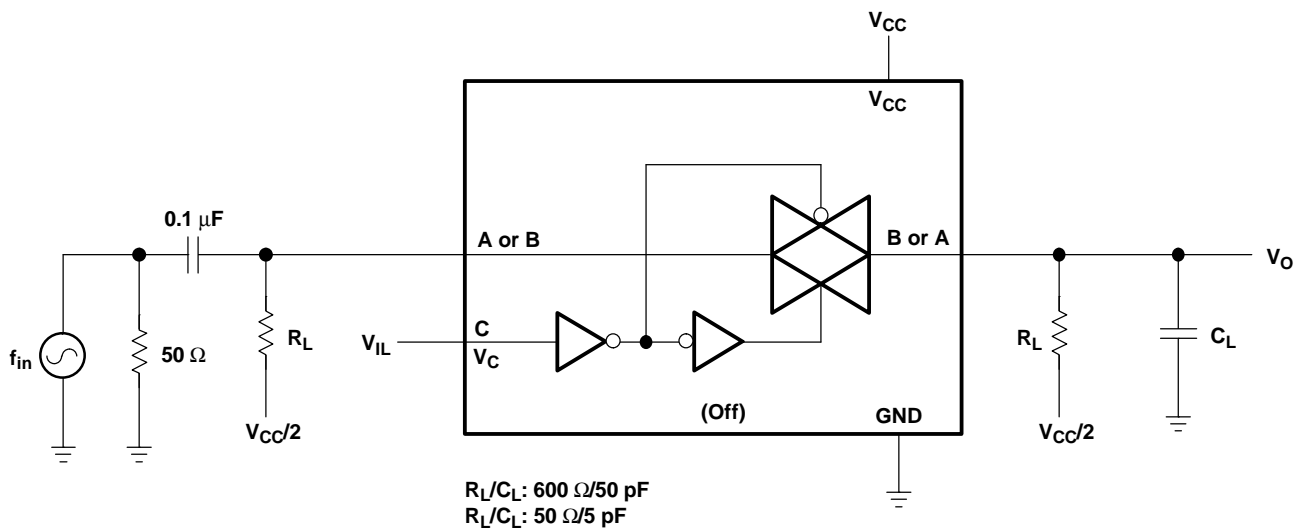 VCC
VCC
0.1 μF
A or B
B or A
VO
fin
50 Ω
RL
VCC/2
VIL
C
VC
(Off)
GND
RL
VCC/2
CL
RL/CL: 600 Ω/50 pF
RL/CL: 50 Ω/5 pF